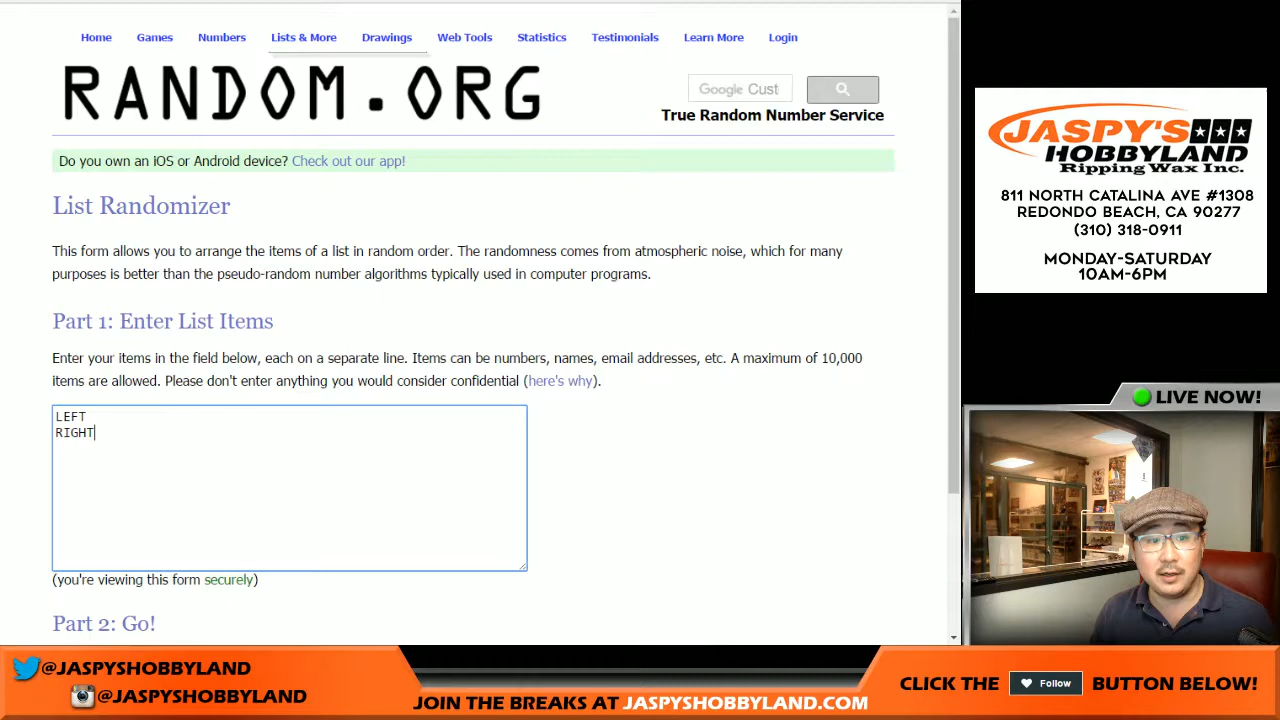 Home Games Numbers Lists & More Drawings Web Tools Statistics Testimonials Learn More Login
RANDOM.ORG
Google Cust
True Random Number Service
Do you own an iOS or Android device? Check out our app!
List Randomizer
This form allows you to arrange the items of a list in random order. The randomness comes from atmospheric noise, which for many
purposes is better than the pseudo-random number algorithms typically used in computer programs.
Part 1: Enter List Items
Enter your items in the field below, each on a separate line. Items can be numbers, names, email addresses, etc. A maximum of 10,000
items are allowed. Please don't enter anything you would consider confidential (here's why).
LEFT
RIGHT
(you're viewing this form securely)
Part 2: Go!
JASPY'S
HOBBYLAND
Ripping Wax Inc.
811 NORTH CATALINA AVE #1308
REDONDO BEACH, CA 90277
(310) 318-0911
MONDAY-SATURDAY
10AM-6PM
LIVE NOW!
@JASPYSHOBBYLAND
@JASPYSHOBBYLAND
JOIN THE BREAKS AT JASPYSHOBBYLAND.COM
CLICK THE Follow BUTTON BELOW!